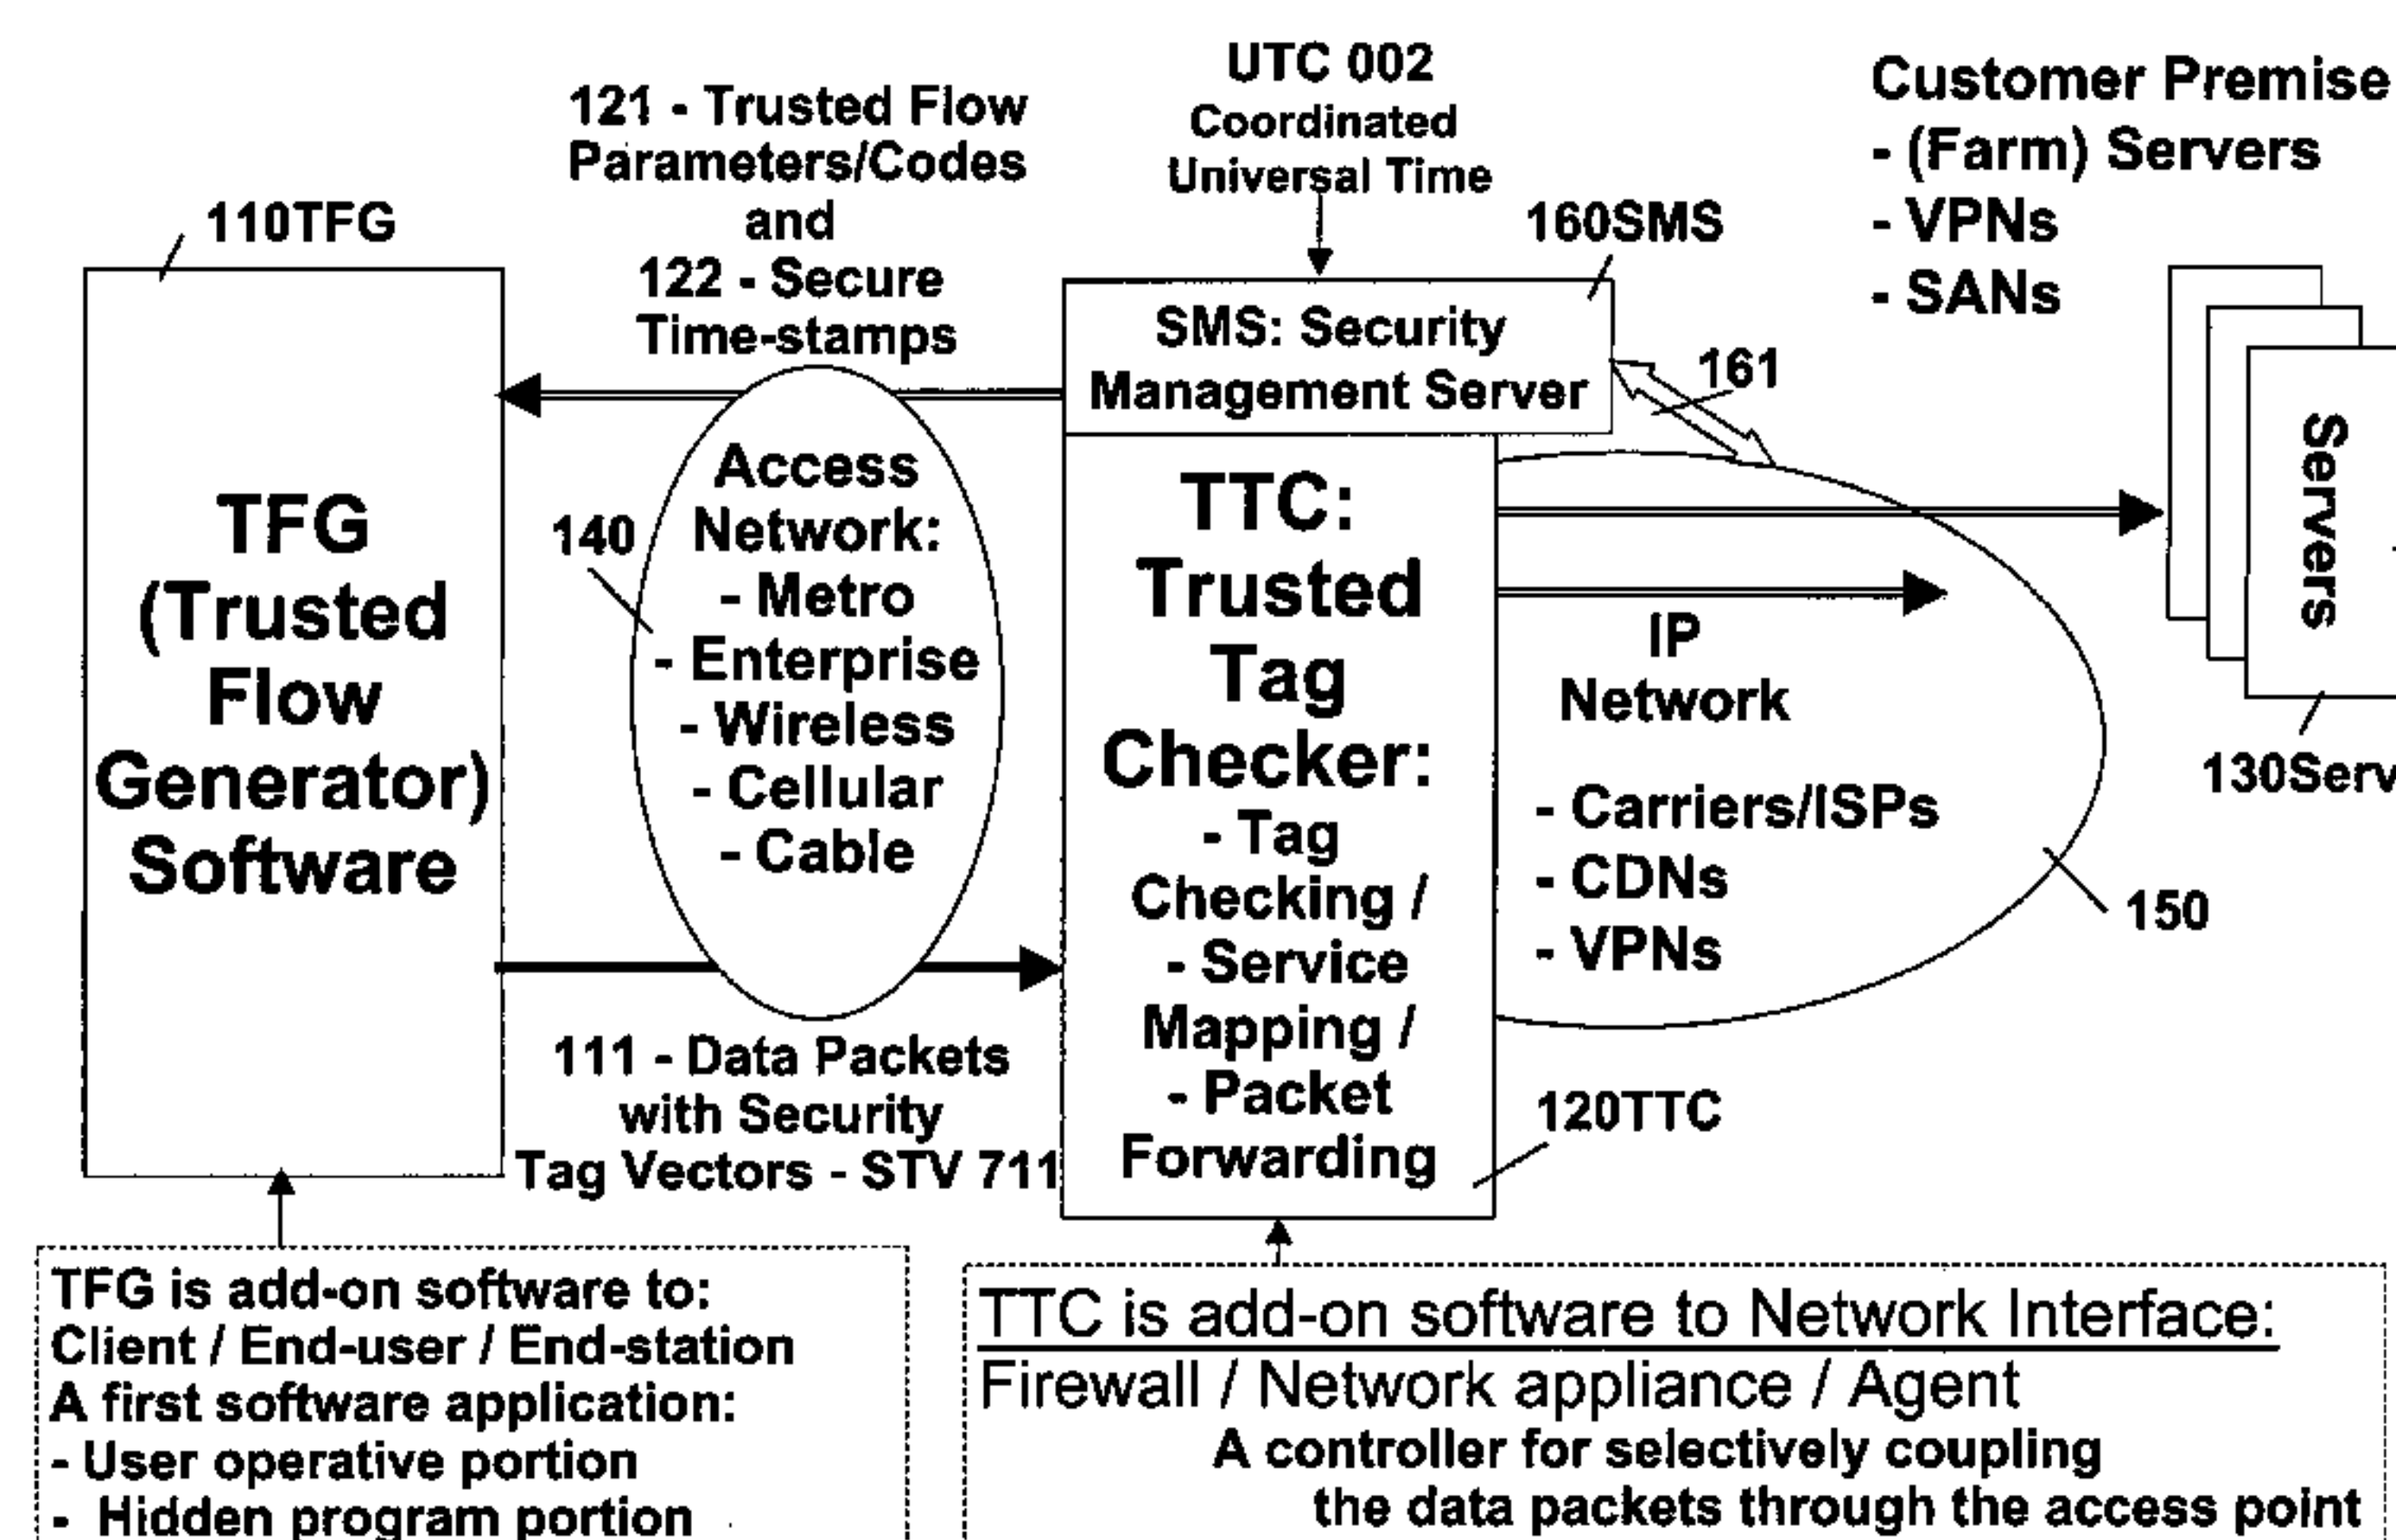 UTC 002
Coordinated
Universal Time
121 - Trusted Flow
Parameters/Codes
and
122 - Secure
Time-stamps
Customer Premise
- (Farm) Servers
- VPNs
- SANs
110TFG
160SMS
SMS: Security
Management Server
161
TFG
(Trusted
Flow
Generator)
Software
140
Access
Network:
- Metro
- Enterprise
- Wireless
- Cellular
- Cable
TTC:
Trusted
Tag
Checker:
- Tag
Checking /
- Service
Mapping /
- Packet
Forwarding
IP
Network
- Carriers/ISPs
- CDNs
- VPNs
Servers
130Serv
150
111 - Data Packets
with Security
Tag Vectors - STV 711
120TTC
TFG is add-on software to:
Client / End-user / End-station
A first software application:
- User operative portion
- Hidden program portion
TTC is add-on software to Network Interface:
Firewall / Network appliance / Agent
A controller for selectively coupling
the data packets through the access point